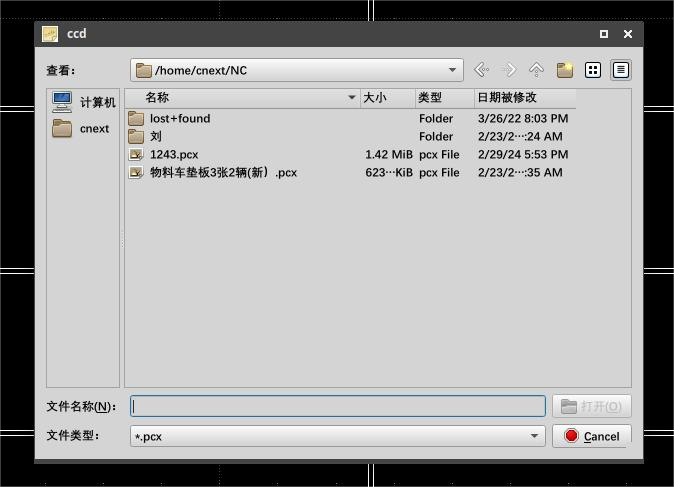 ccd
查看： /home/cnext/NC
计算机
cnext
名称 大小 类型 日期被修改
lost+found Folder 3/26/22 8:03 PM
刘 Folder 2/23/2⋯:24 AM
1243.pcx 1.42 MiB pcx File 2/29/24 5:53 PM
物料车垫板3张2辆(新）.pcx 623⋯KiB pcx File 2/23/2⋯:35 AM
文件名称(N)： 打开(O)
文件类型： *.pcx Cancel